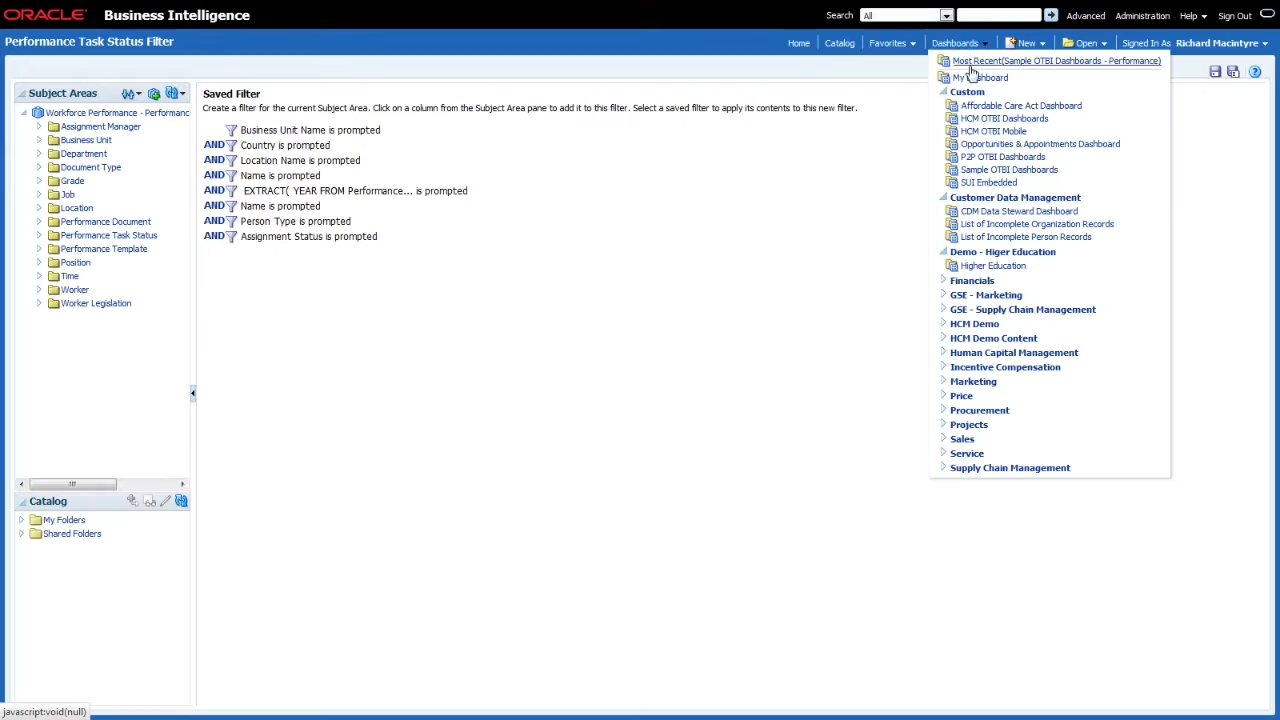 ORACLE® Business Intelligence Search All Advanced Administration Help Sign Out
Performance Task Status Filter Home Catalog Favorites Dashboards New Open Signed In As Richard Macintyre
Subject Areas
Workforce Performance - Performanc
Assignment Manager
Business Unit
Department
Document Type
Grade
Job
Location
Performance Document
Performance Task Status
Performance Template
Position
Time
Worker
Worker Legislation
Catalog
My Folders
Shared Folders
Saved Filter
Create a filter for the current Subject Area. Click on a column from the Subject Area pane to add it to this filter. Select a saved filter to apply its contents to this new filter.
Business Unit Name is prompted
AND Country is prompted
AND Location Name is prompted
AND Name is prompted
AND EXTRACT( YEAR FROM Performance... is prompted
AND Name is prompted
AND Person Type is prompted
AND Assignment Status is prompted
Most Recent(Sample OTBI Dashboards - Performance)
My Dashboard
Custom
Affordable Care Act Dashboard
HCM OTBI Dashboards
HCM OTBI Mobile
Opportunities & Appointments Dashboard
P2P OTBI Dashboards
Sample OTBI Dashboards
SUI Embedded
Customer Data Management
CDM Data Steward Dashboard
List of Incomplete Organization Records
List of Incomplete Person Records
Demo - Higer Education
Higher Education
Financials
GSE - Marketing
GSE - Supply Chain Management
HCM Demo
HCM Demo Content
Human Capital Management
Incentive Compensation
Marketing
Price
Procurement
Projects
Sales
Service
Supply Chain Management
javascript:void(null)